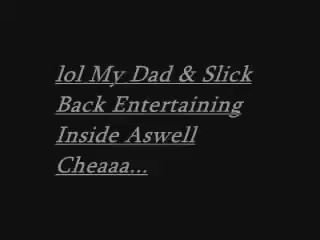 lol My Dad & Slick
Back Entertaining
Inside Aswell
Cheaaa...